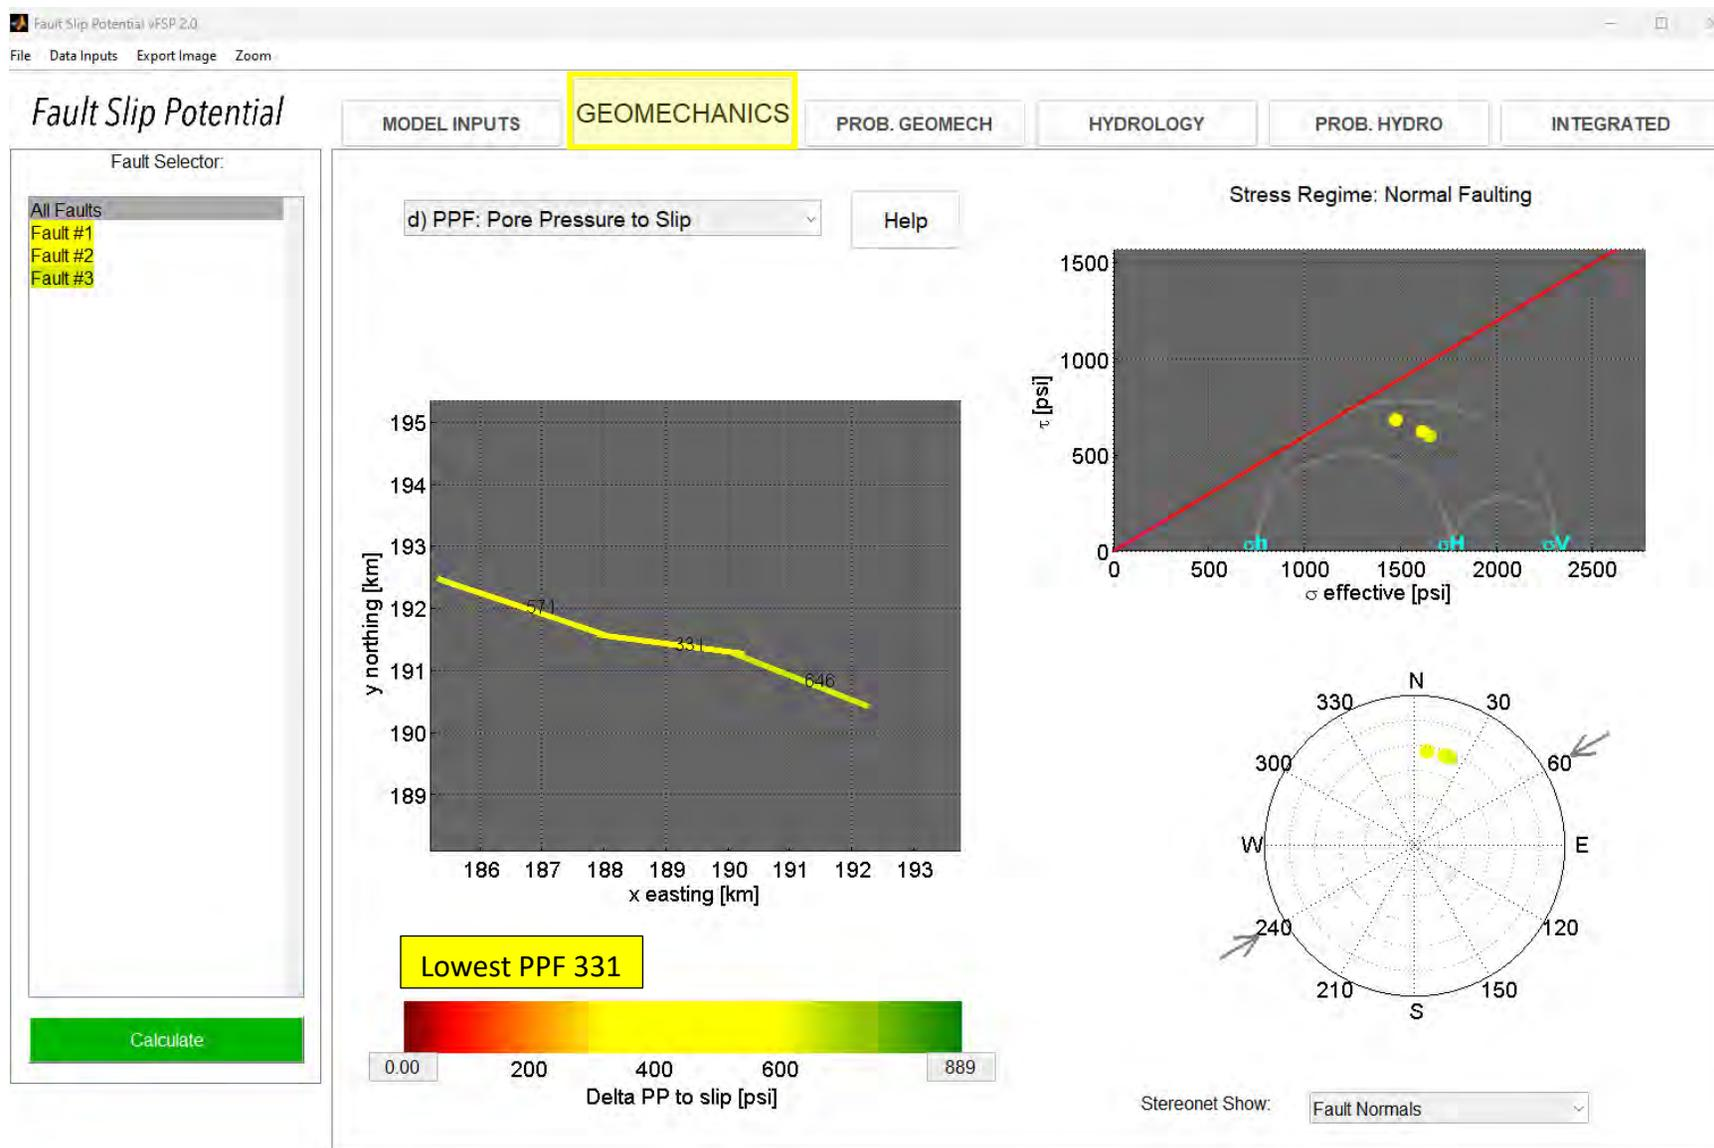 Fault Slip Potential vFSP 2.0
File Data Inputs Export Image Zoom
Fault Slip Potential
MODEL INPUTS GEOMECHANICS PROB. GEOMECH HYDROLOGY PROB. HYDRO INTEGRATED
Fault Selector:
All Faults
Fault #1
Fault #2
Fault #3
Calculate
d) PPF: Pore Pressure to Slip
Help
195
194
193
192
191
190
189
y northing [km]
571
331
646
186 187 188 189 190 191 192 193
x easting [km]
Lowest PPF 331
0.00 200 400 600 889
Delta PP to slip [psi]
Stress Regime: Normal Faulting
1500
1000
500
0
τ [psi]
σh σH σV
0 500 1000 1500 2000 2500
σ effective [psi]
N
330 30
300 60
W E
240 120
210 150
S
Stereonet Show: Fault Normals